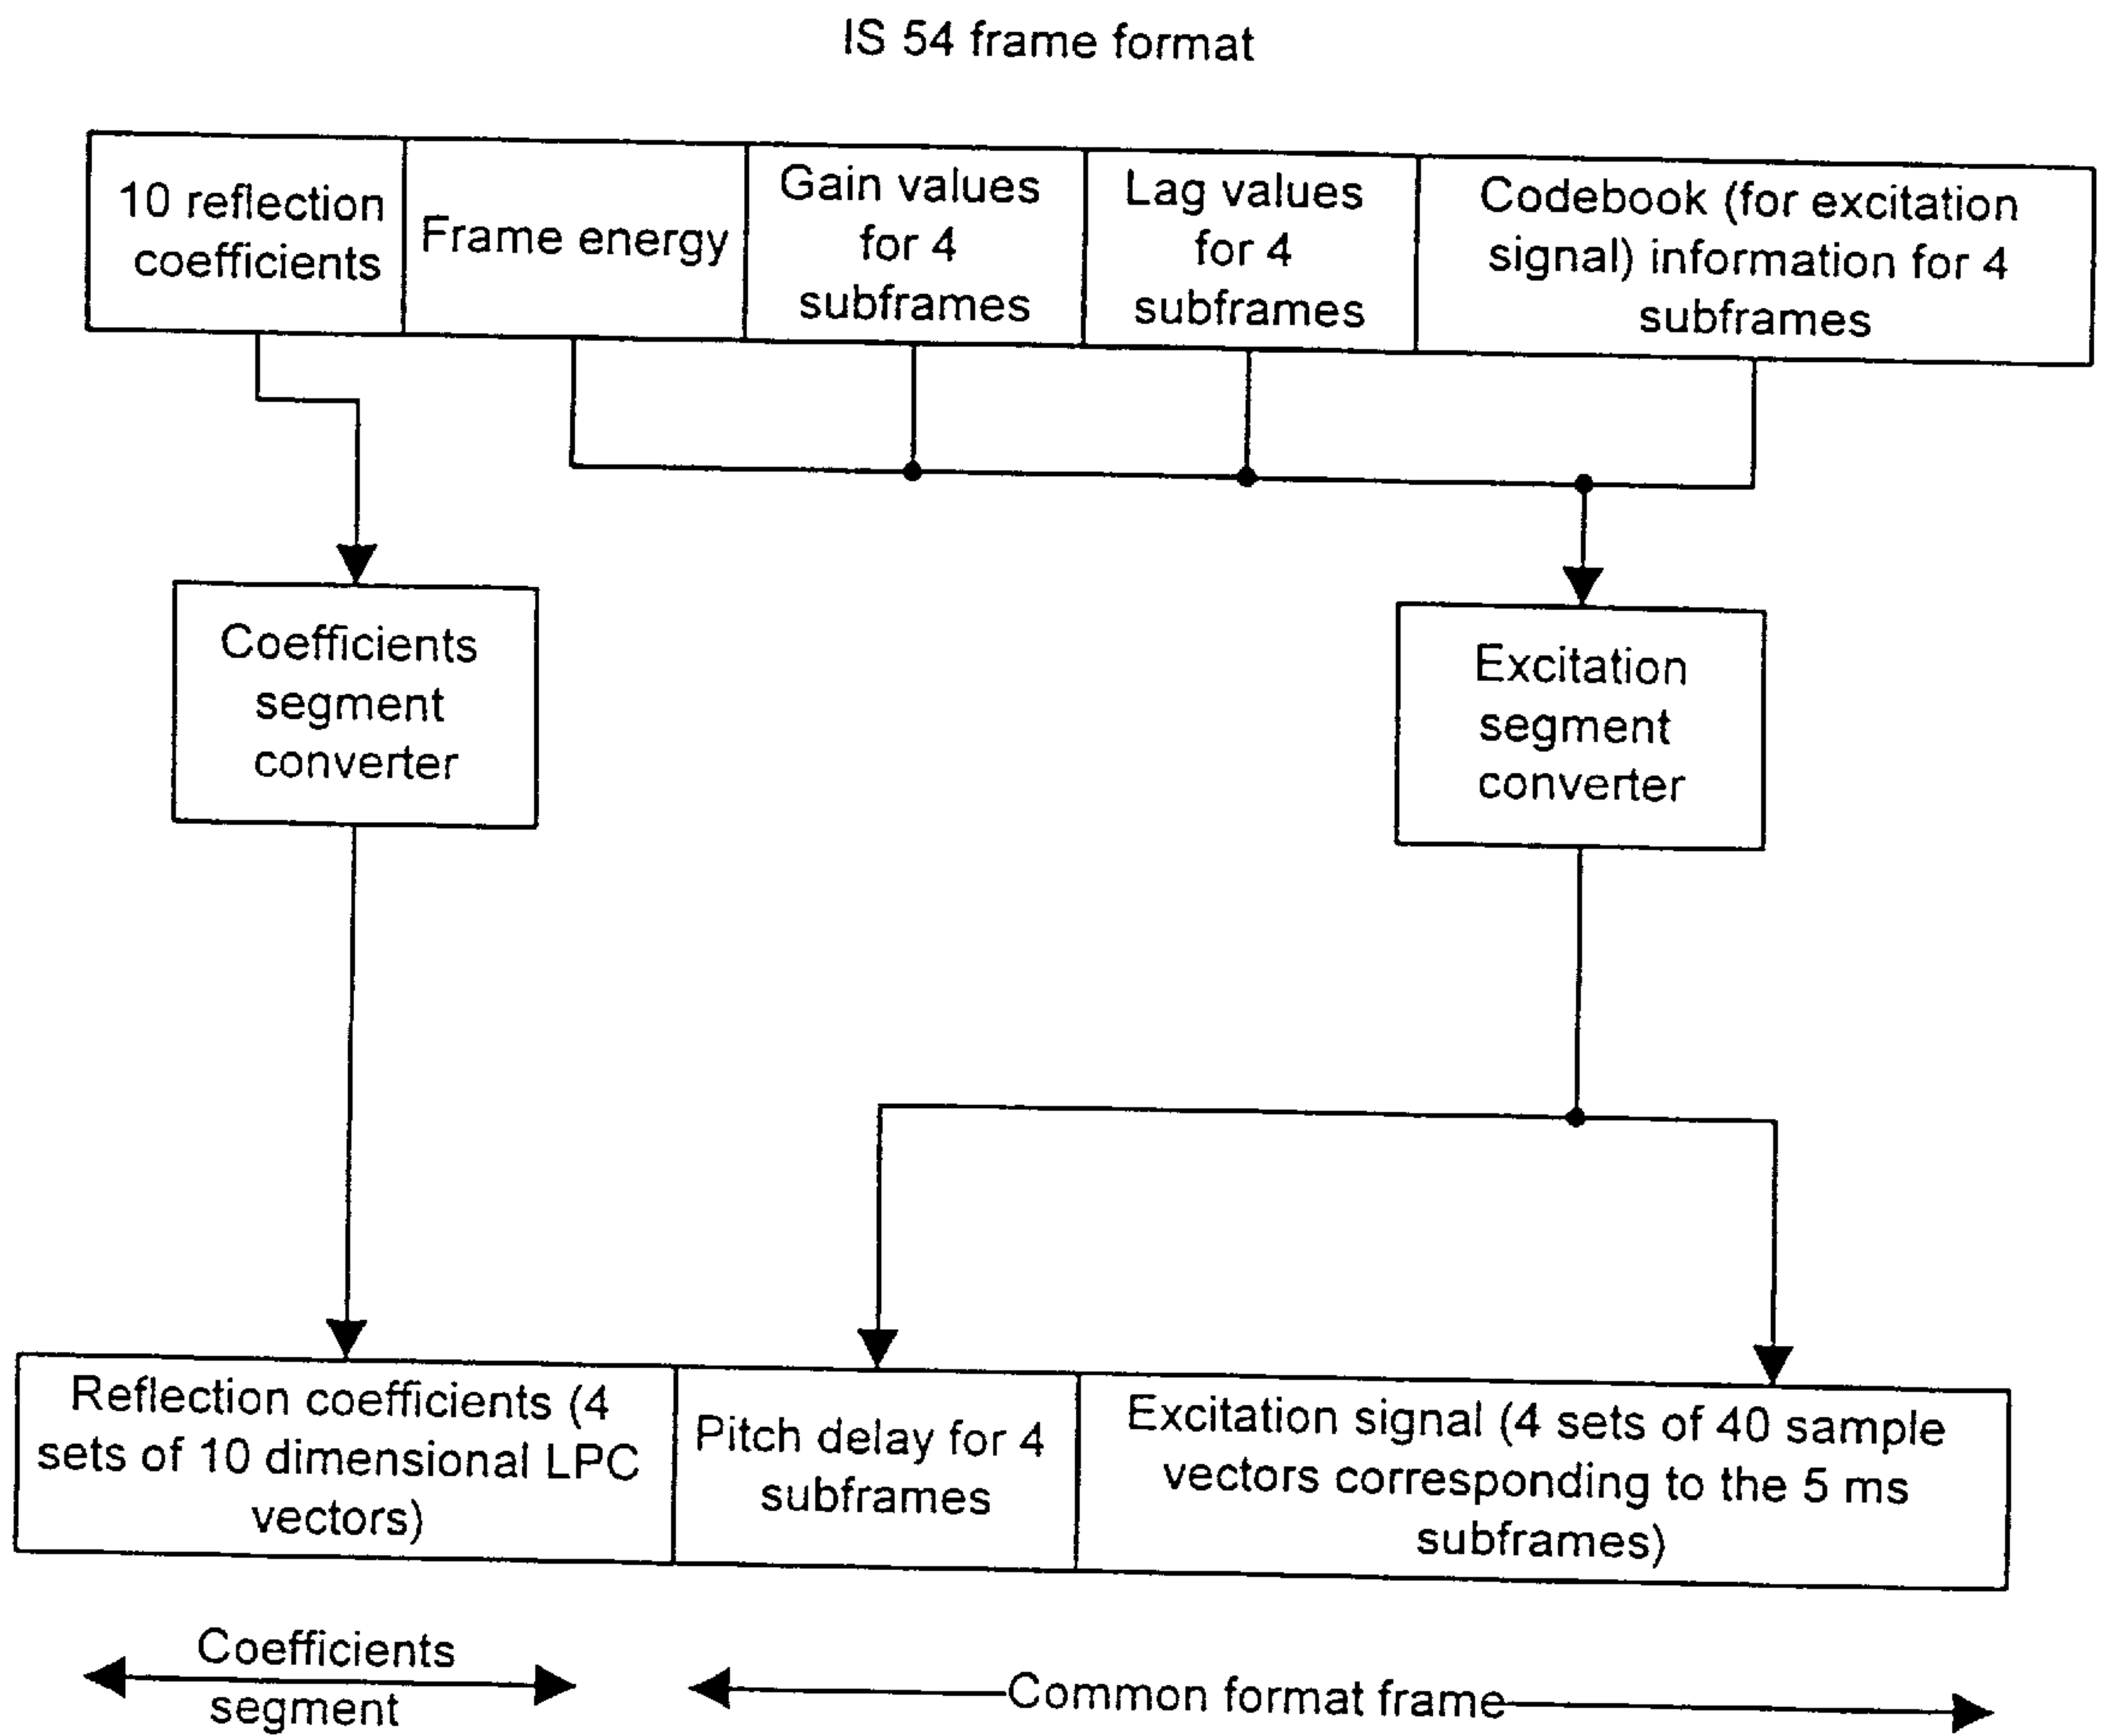 IS 54 frame format
10 reflection
coefficients
Frame energy
Gain values
for 4
subframes
Lag values
for 4
subframes
Codebook (for excitation
signal) information for 4
subframes
Coefficients
segment
converter
Excitation
segment
converter
Reflection coefficients (4
sets of 10 dimensional LPC
vectors)
Pitch delay for 4
subframes
Excitation signal (4 sets of 40 sample
vectors corresponding to the 5 ms
subframes)
Coefficients
segment
Common format frame